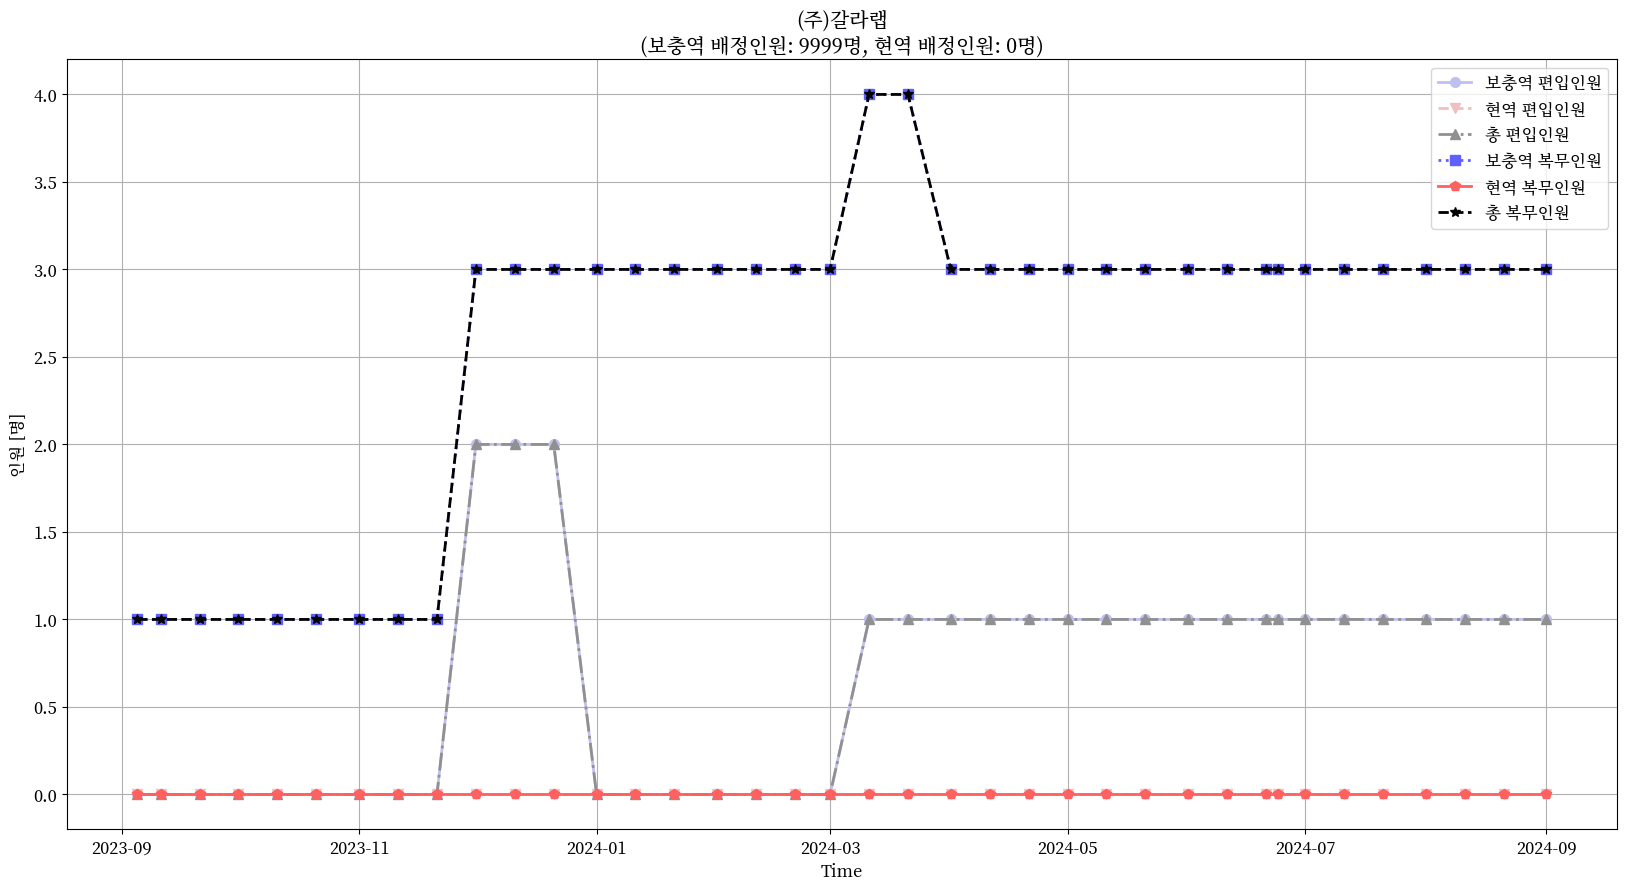 (주)갈라랩
(보충역 배정인원: 9999명, 현역 배정인원: 0명)
보충역 편입인원
현역 편입인원
총 편입인원
보충역 복무인원
현역 복무인원
총 복무인원
인원 [명]
4.0
3.5
3.0
2.5
2.0
1.5
1.0
0.5
0.0
2023-09 2023-11 2024-01 2024-03 2024-05 2024-07 2024-09
Time